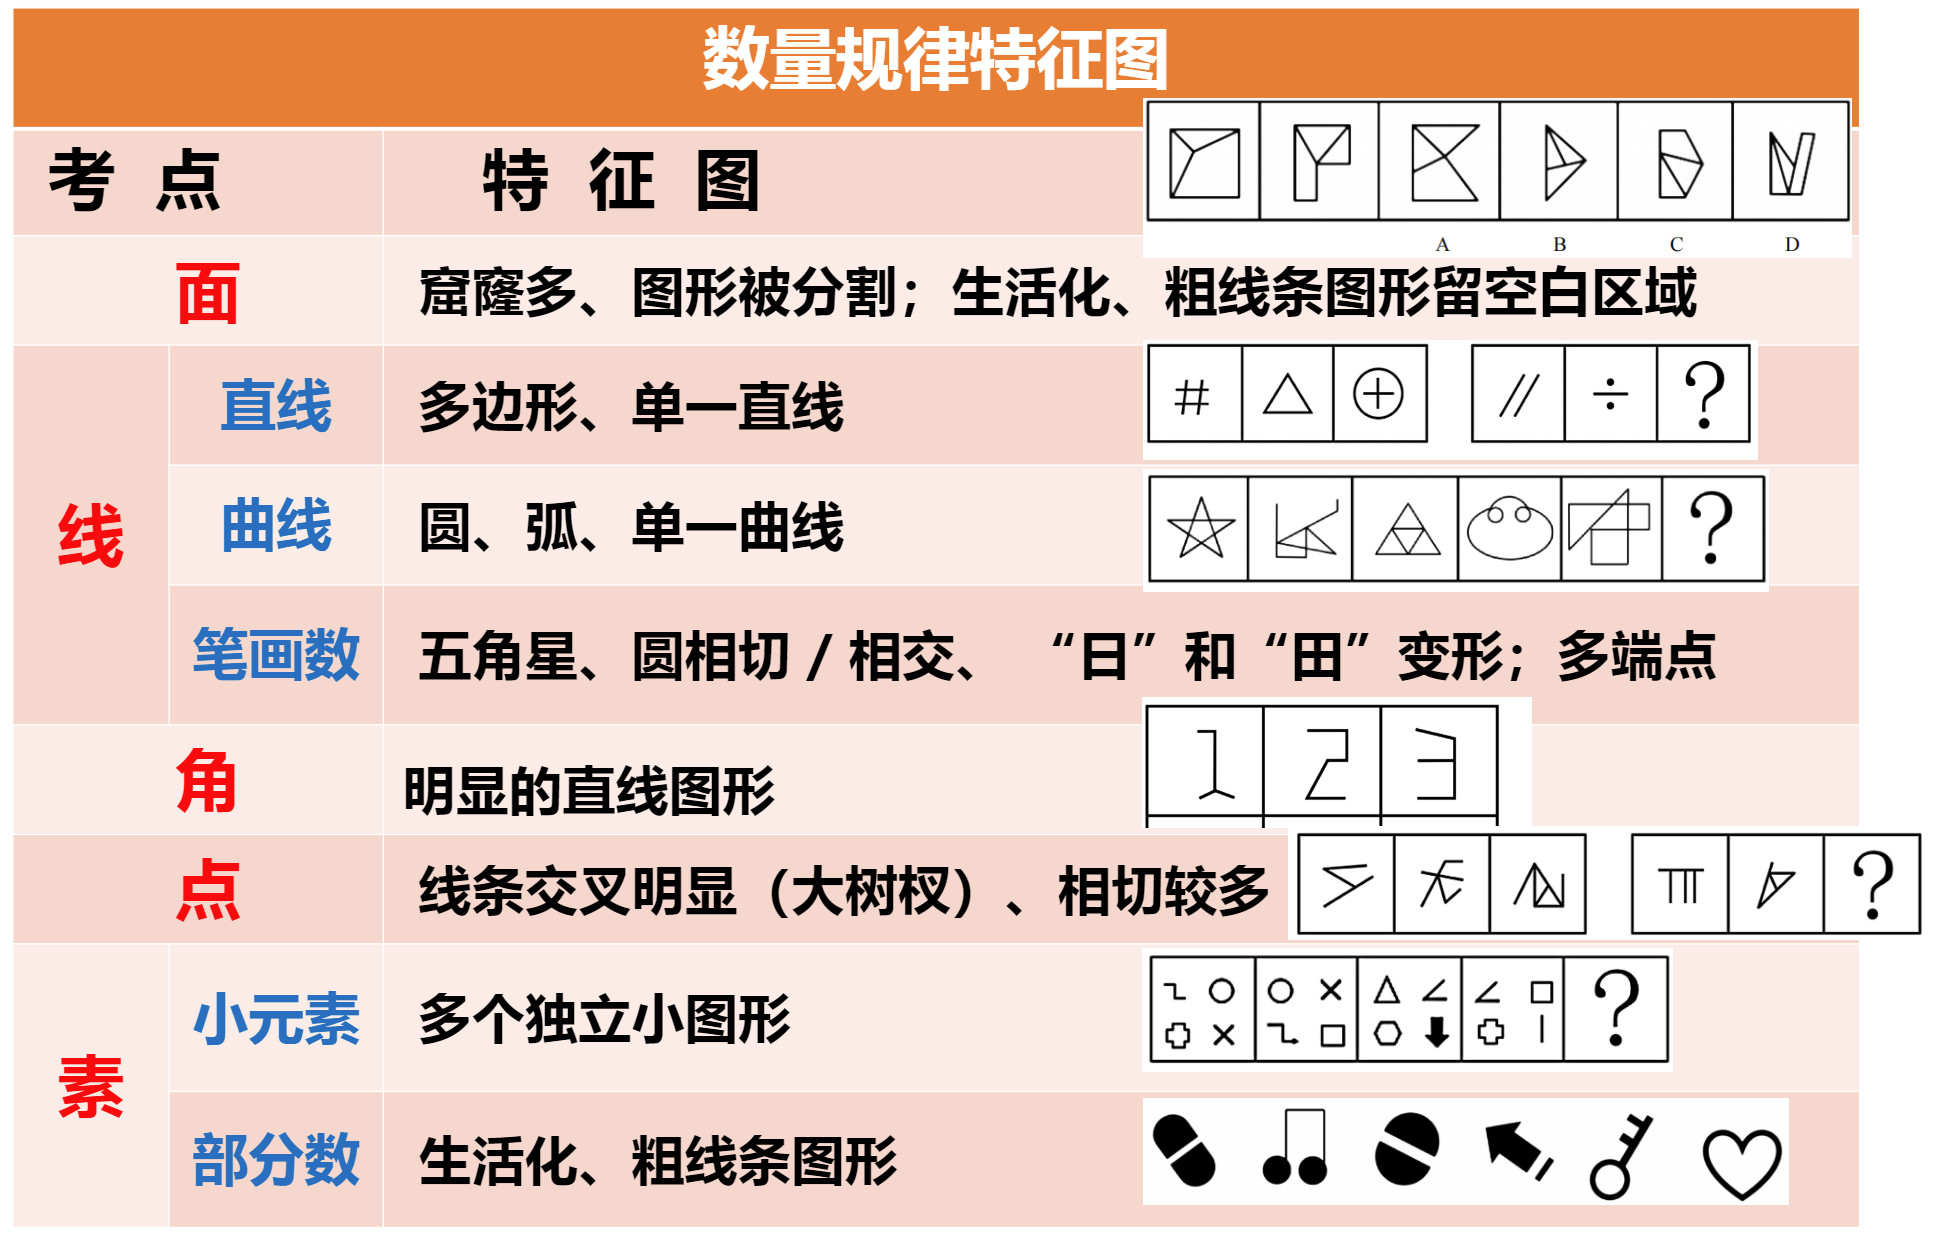 数量规律特征图
考 点
特 征 图
A B C D
面
窟窿多、图形被分割；生活化、粗线条图形留空白区域
线
直线
多边形、单一直线
?
曲线
圆、弧、单一曲线
?
笔画数
五角星、圆相切 / 相交、 “日” 和 “田” 变形；多端点
角
明显的直线图形
点
线条交叉明显（大树杈）、相切较多
?
素
小元素
多个独立小图形
?
部分数
生活化、粗线条图形